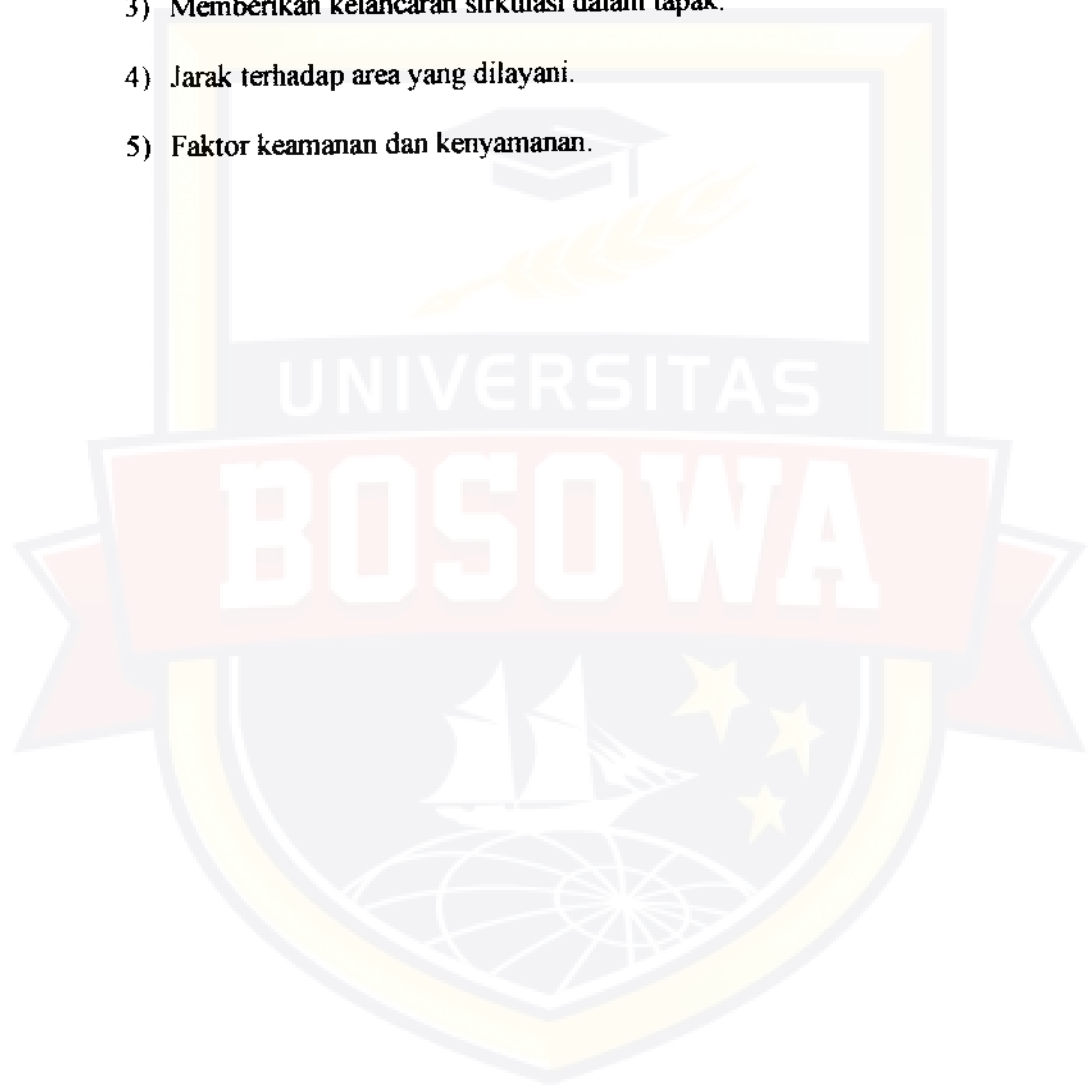 3) Memberikan kelancaran sirkulasi dalam tapak.
4) Jarak terhadap area yang dilayani.
5) Faktor keamanan dan kenyamanan.
UNIVERSITAS
BOSOWA